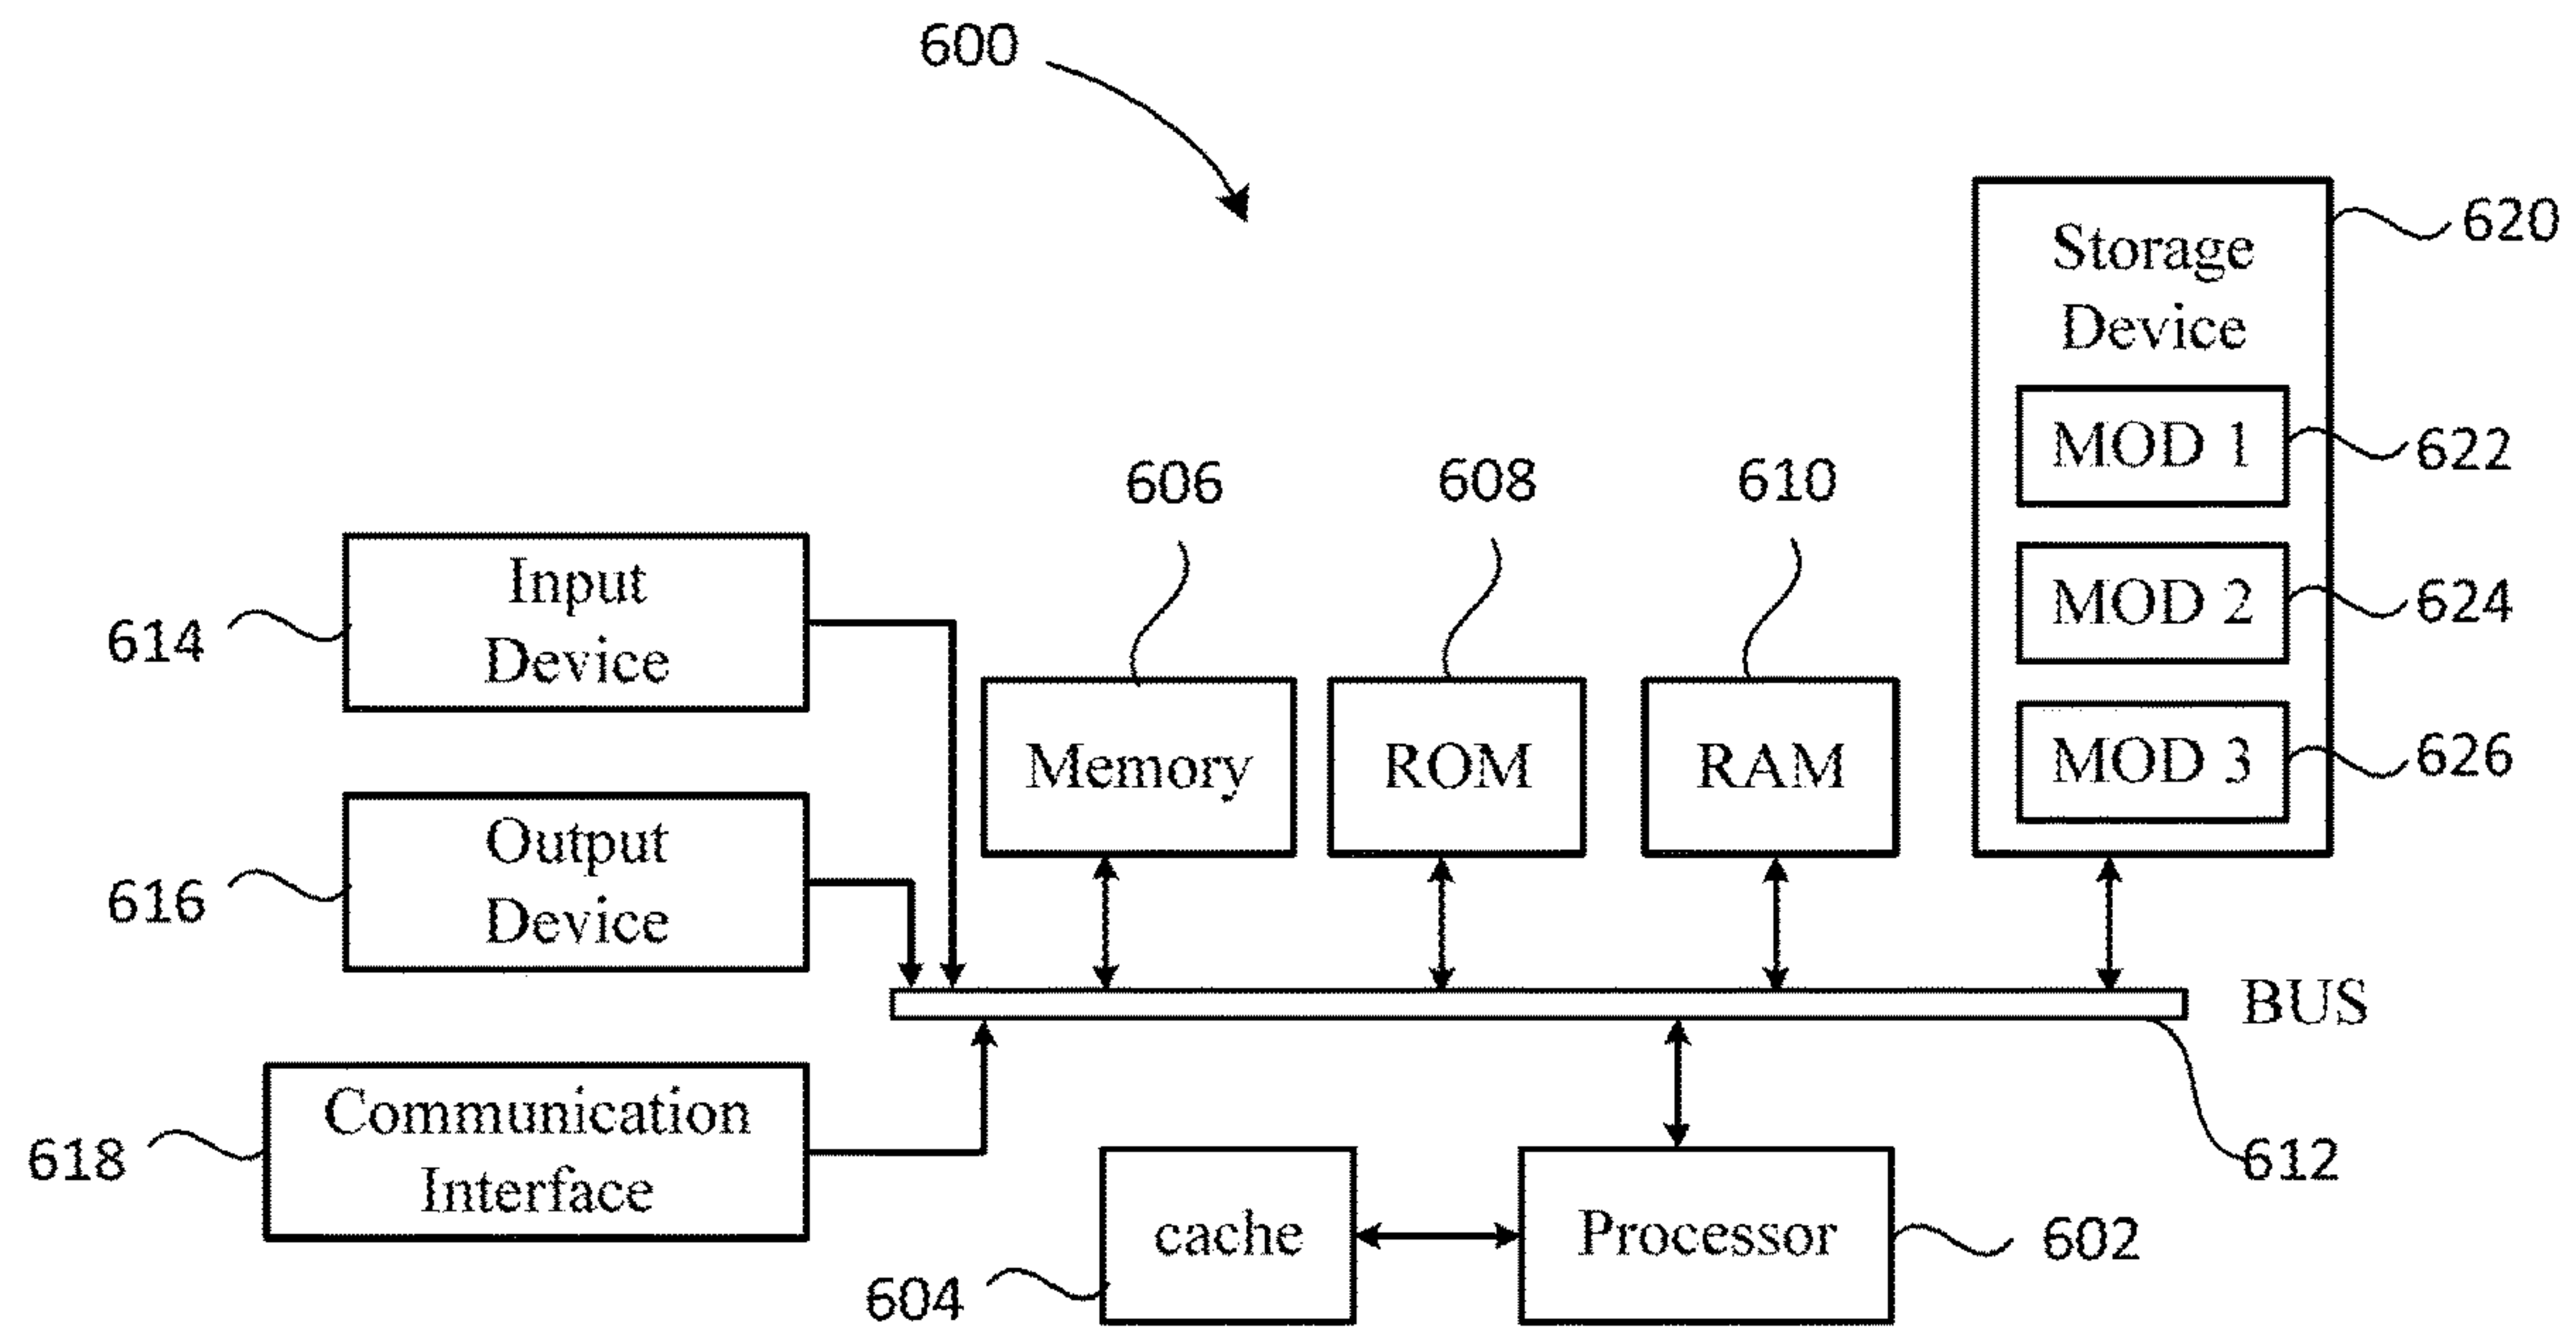 600
Storage
Device
620
MOD 1
622
MOD 2
624
MOD 3
626
606
608
610
Input
Device
614
Memory
ROM
RAM
Output
Device
616
BUS
612
Communication
Interface
618
cache
604
Processor
602